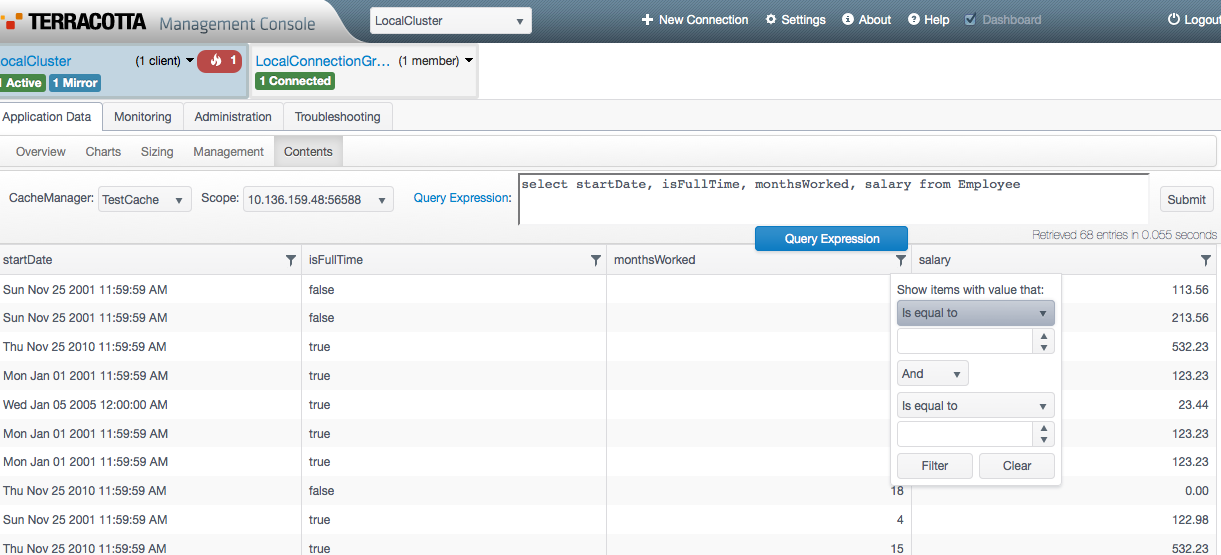 TERRACOTTA Management Console LocalCluster New Connection Settings About Help Dashboard Logout
ocalCluster (1 client) 1 LocalConnectionGr... (1 member)
1 Active 1 Mirror 1 Connected
Application Data Monitoring Administration Troubleshooting
Overview Charts Sizing Management Contents
CacheManager: TestCache Scope: 10.136.159.48:56588 Query Expression: select startDate, isFullTime, monthsWorked, salary from Employee Submit
Query Expression Retrieved 68 entries in 0.055 seconds
startDate isFullTime monthsWorked salary
Sun Nov 25 2001 11:59:59 AM false 113.56
Sun Nov 25 2001 11:59:59 AM false 213.56
Thu Nov 25 2010 11:59:59 AM true 532.23
Mon Jan 01 2001 11:59:59 AM true 123.23
Wed Jan 05 2005 12:00:00 AM true 23.44
Mon Jan 01 2001 11:59:59 AM true 123.23
Mon Jan 01 2001 11:59:59 AM true 123.23
Thu Nov 25 2010 11:59:59 AM false 18 0.00
Sun Nov 25 2001 11:59:59 AM true 4 122.98
Thu Nov 25 2010 11:59:59 AM true 15 532.23
Show items with value that:
Is equal to
And
Is equal to
Filter Clear